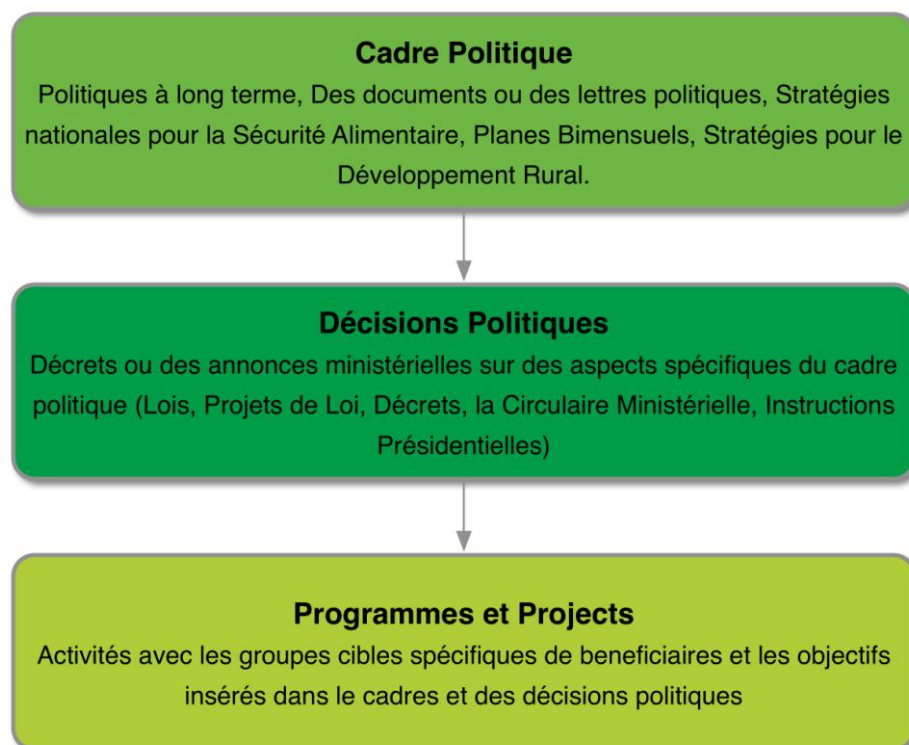 Cadre Politique
Politiques à long terme, Des documents ou des lettres politiques, Stratégies
nationales pour la Sécurité Alimentaire, Planes Bimensuels, Stratégies pour le
Développement Rural.
Décisions Politiques
Décrets ou des annonces ministérielles sur des aspects spécifiques du cadre
politique (Lois, Projets de Loi, Décrets, la Circulaire Ministérielle, Instructions
Présidentielles)
Programmes et Projects
Activités avec les groupes cibles spécifiques de beneficiaires et les objectifs
insérés dans le cadres et des décisions politiques